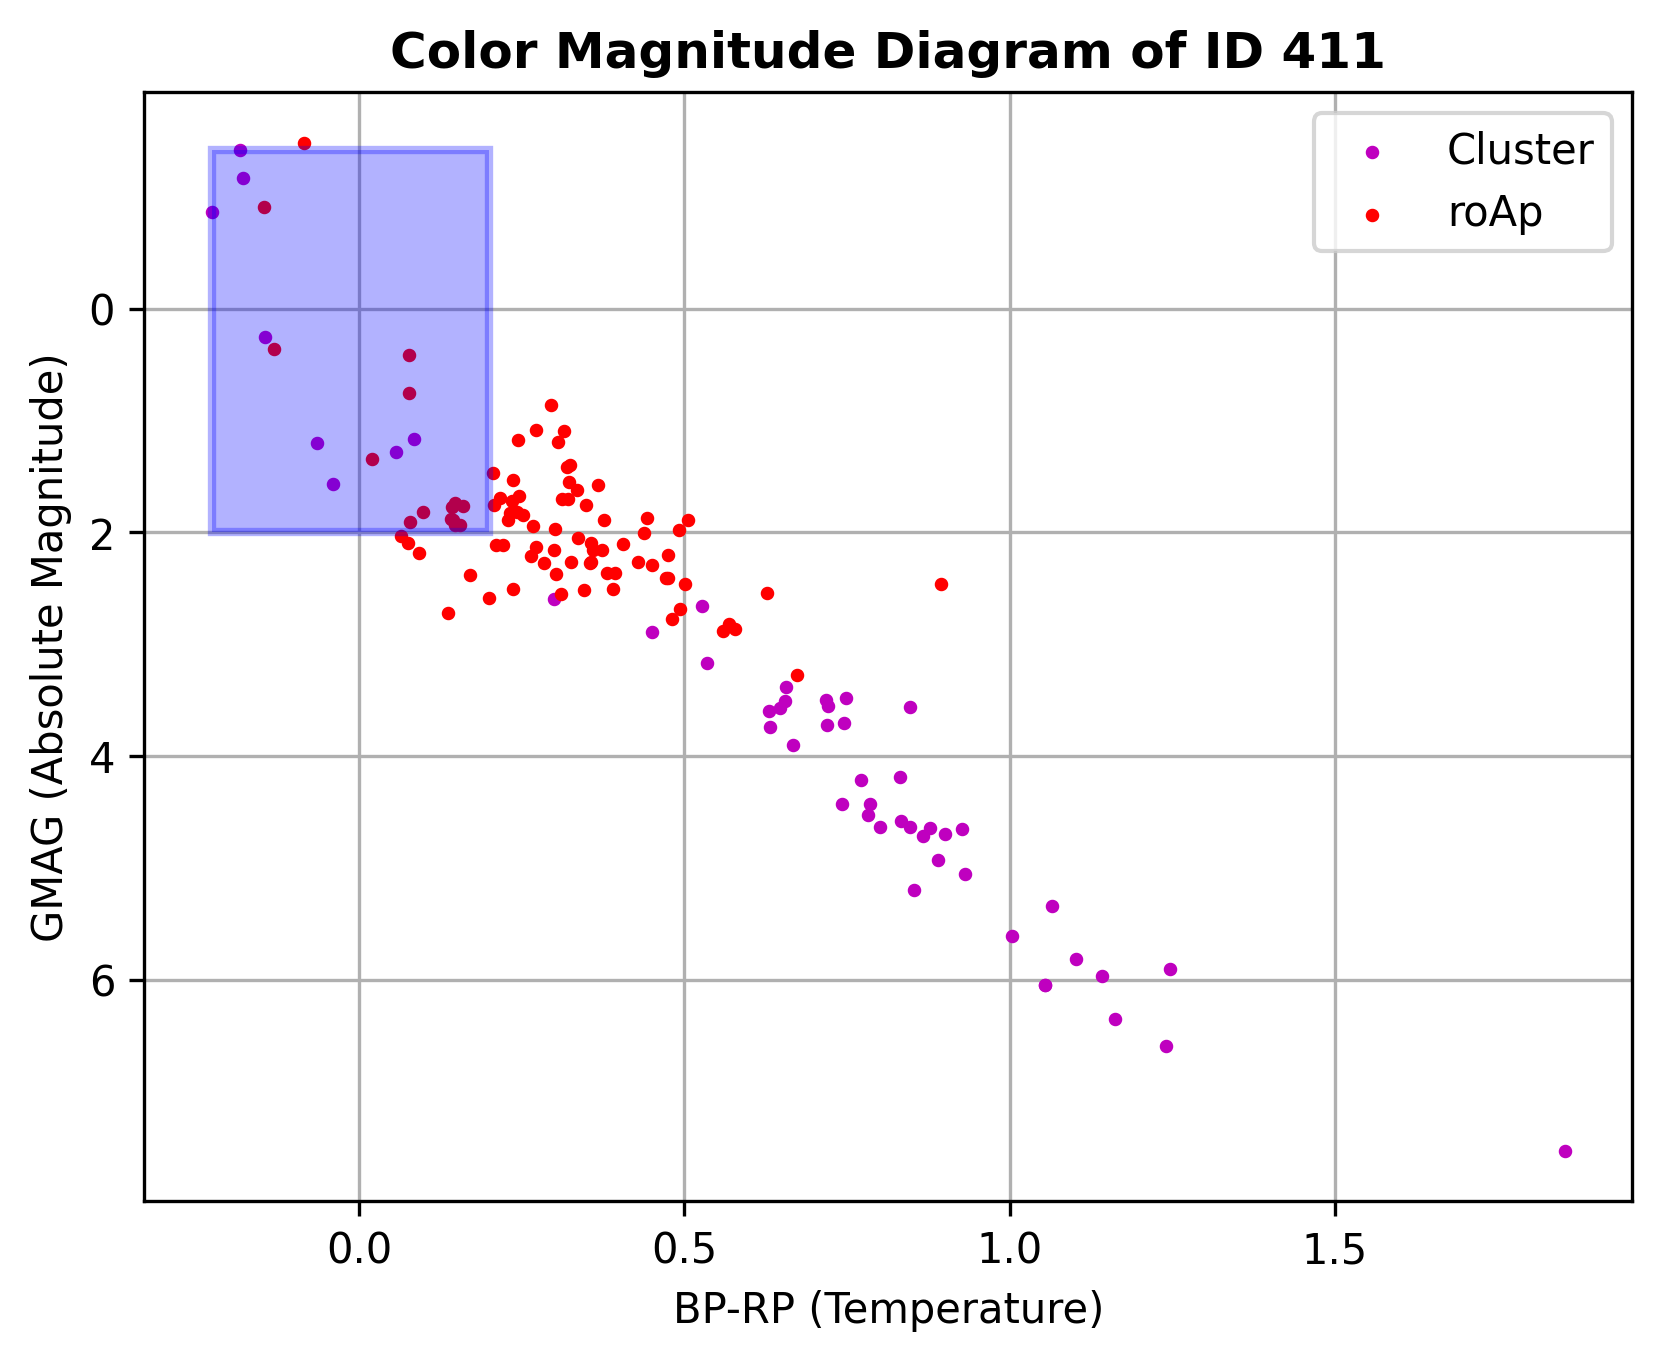 Color Magnitude Diagram of ID 411
Cluster
roAp
GMAG (Absolute Magnitude)
0
2
4
6
0.0 0.5 1.0 1.5
BP-RP (Temperature)